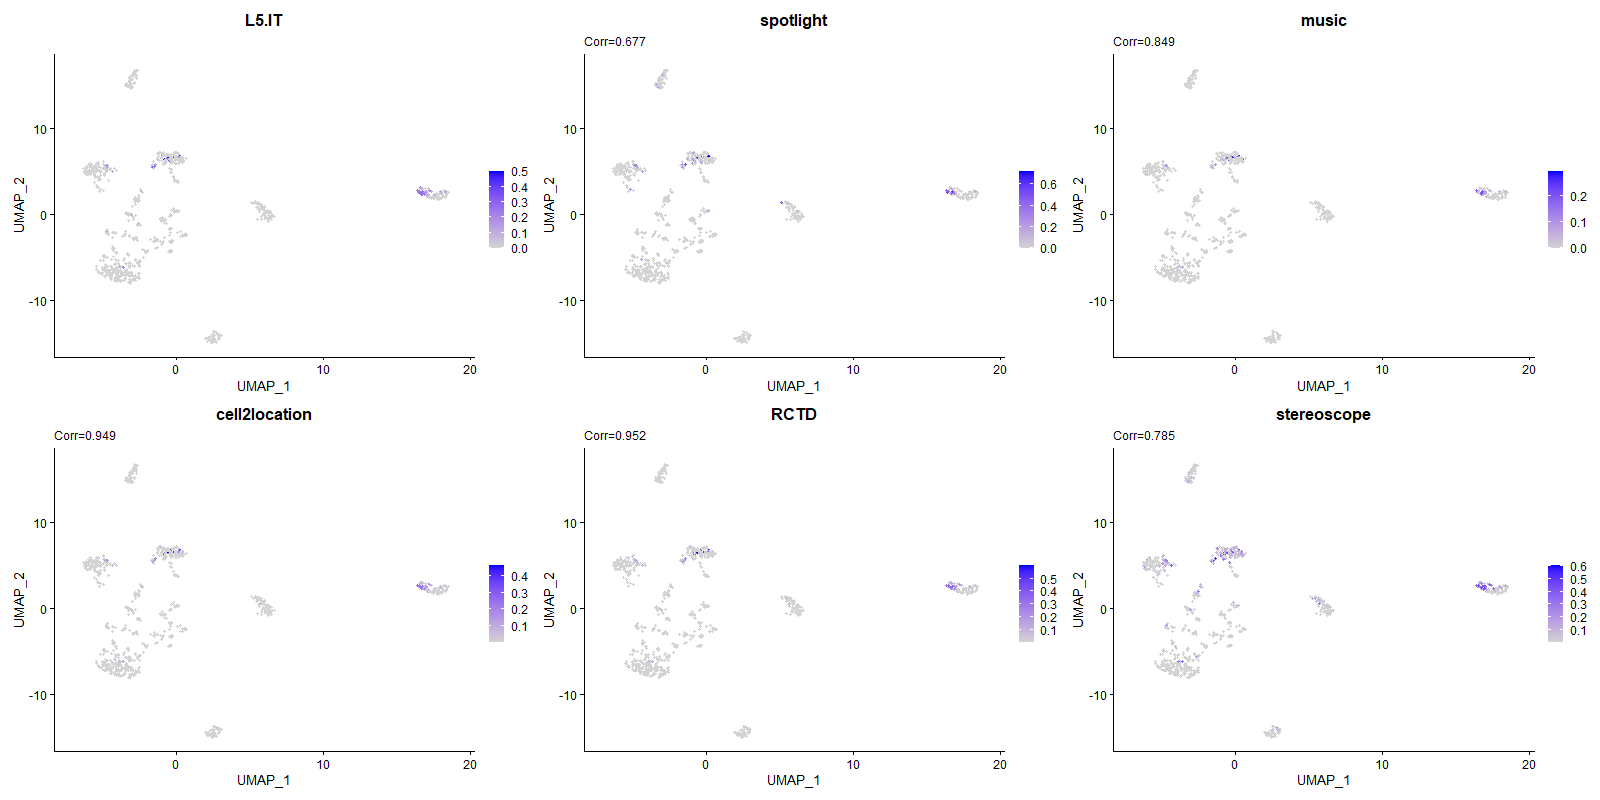 L5.IT
UMAP_2
10
0
-10
0
10
20
UMAP_1
0.5
0.4
0.3
0.2
0.1
0.0
spotlight
Corr=0.677
UMAP_2
10
0
-10
0
10
20
UMAP_1
0.6
0.4
0.2
0.0
music
Corr=0.849
UMAP_2
10
0
-10
0
10
20
UMAP_1
0.2
0.1
0.0
cell2location
Corr=0.949
UMAP_2
10
0
-10
0
10
20
UMAP_1
0.4
0.3
0.2
0.1
RCTD
Corr=0.952
UMAP_2
10
0
-10
0
10
20
UMAP_1
0.5
0.4
0.3
0.2
0.1
stereoscope
Corr=0.785
UMAP_2
10
0
-10
0
10
20
UMAP_1
0.6
0.5
0.4
0.3
0.2
0.1